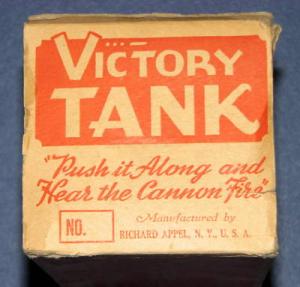 VICTORY
TANK
"Push it Along and
Hear the Cannon Fire"
NO.
Manufactured by
RICHARD APPEL, N. Y., U. S. A.